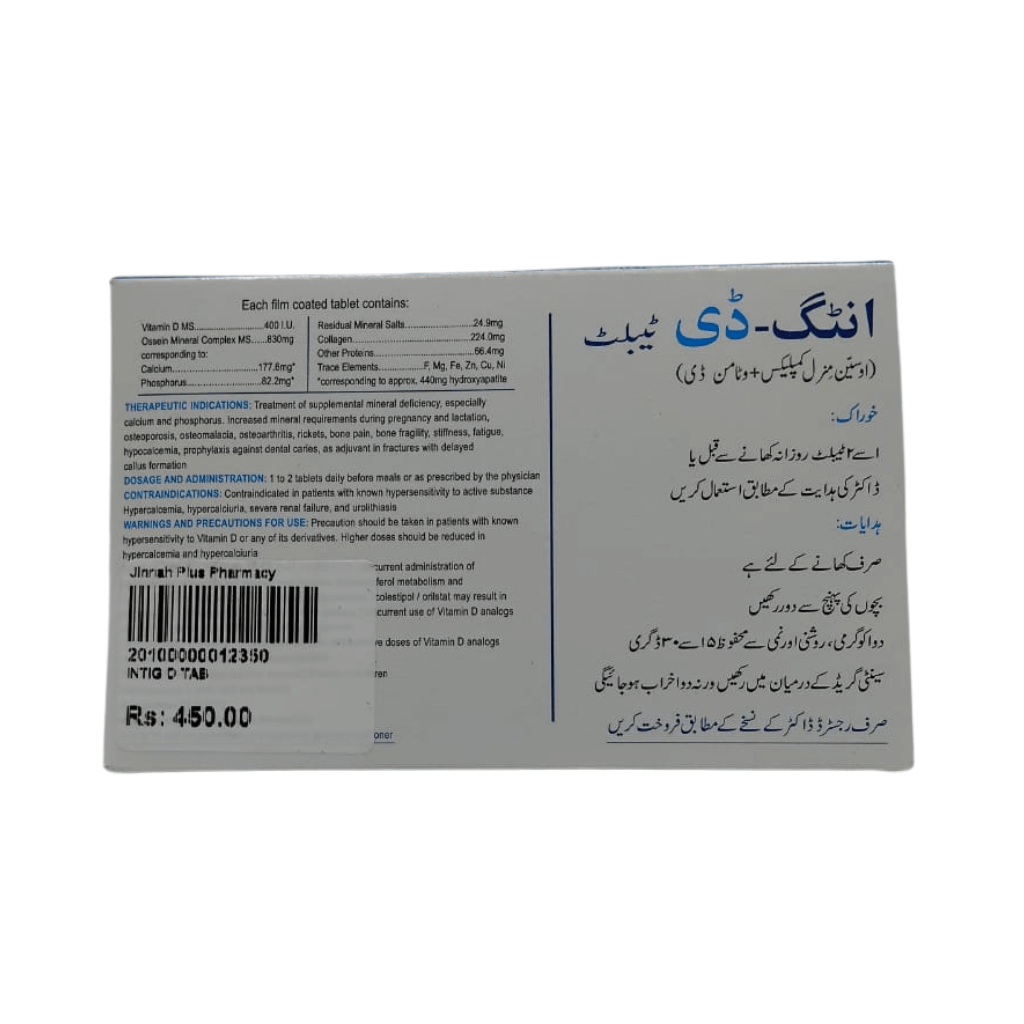 Each film coated tablet contains:
Vitamin D MS..............400 I.U.
Ossein Mineral Complex MS.....830mg
corresponding to:
Calcium..............177.6mg*
Phosphorus..............82.2mg*
Residual Mineral Salts..............24.9mg
Collagen..............224.0mg
Other Proteins..............66.4mg
Trace Elements..............F, Mg, Fe, Zn, Cu, Ni
*corresponding to approx. 440mg hydroxyapatite
THERAPEUTIC INDICATIONS: Treatment of supplemental mineral deficiency, especially
calcium and phosphorus. Increased mineral requirements during pregnancy and lactation,
osteoporosis, osteomalacia, osteoarthritis, rickets, bone pain, bone fragility, stiffness, fatigue,
hypocalcemia, prophylaxis against dental caries, as adjuvant in fractures with delayed
callus formation
DOSAGE AND ADMINISTRATION: 1 to 2 tablets daily before meals or as prescribed by the physician
CONTRAINDICATIONS: Contraindicated in patients with known hypersensitivity to active substance
Hypercalcemia, hypercalciuria, severe renal failure, and urolithiasis
WARNINGS AND PRECAUTIONS FOR USE: Precaution should be taken in patients with known
hypersensitivity to Vitamin D or any of its derivatives. Higher doses should be reduced in
hypercalcemia and hypercalciuria
current administration of
ferol metabolism and
colestipol / orlistat may result in
current use of Vitamin D analogs
ve doses of Vitamin D analogs
ren
oner
Jinnah Plus Pharmacy
20100000012350
INTIG D TAB
Rs: 450.00
انٹگ-ڈی ٹیبلٹ
(اوسّین منرل کمپلیکس+وٹامن ڈی)
خوراک:
۱ سے ۲ ٹیبلٹ روزانہ کھانے سے قبل یا
ڈاکٹر کی ہدایت کے مطابق استعمال کریں
ہدایات:
صرف کھانے کے لئے ہے
بچوں کی پہنچ سے دور رکھیں
دوا کو گرمی، روشنی اور نمی سے محفوظ ۱۵ سے ۳۰ ڈگری
سینٹی گریڈ کے درمیان میں رکھیں ورنہ دوا خراب ہو جائیگی
صرف رجسٹرڈ ڈاکٹر کے نسخے کے مطابق فروخت کریں